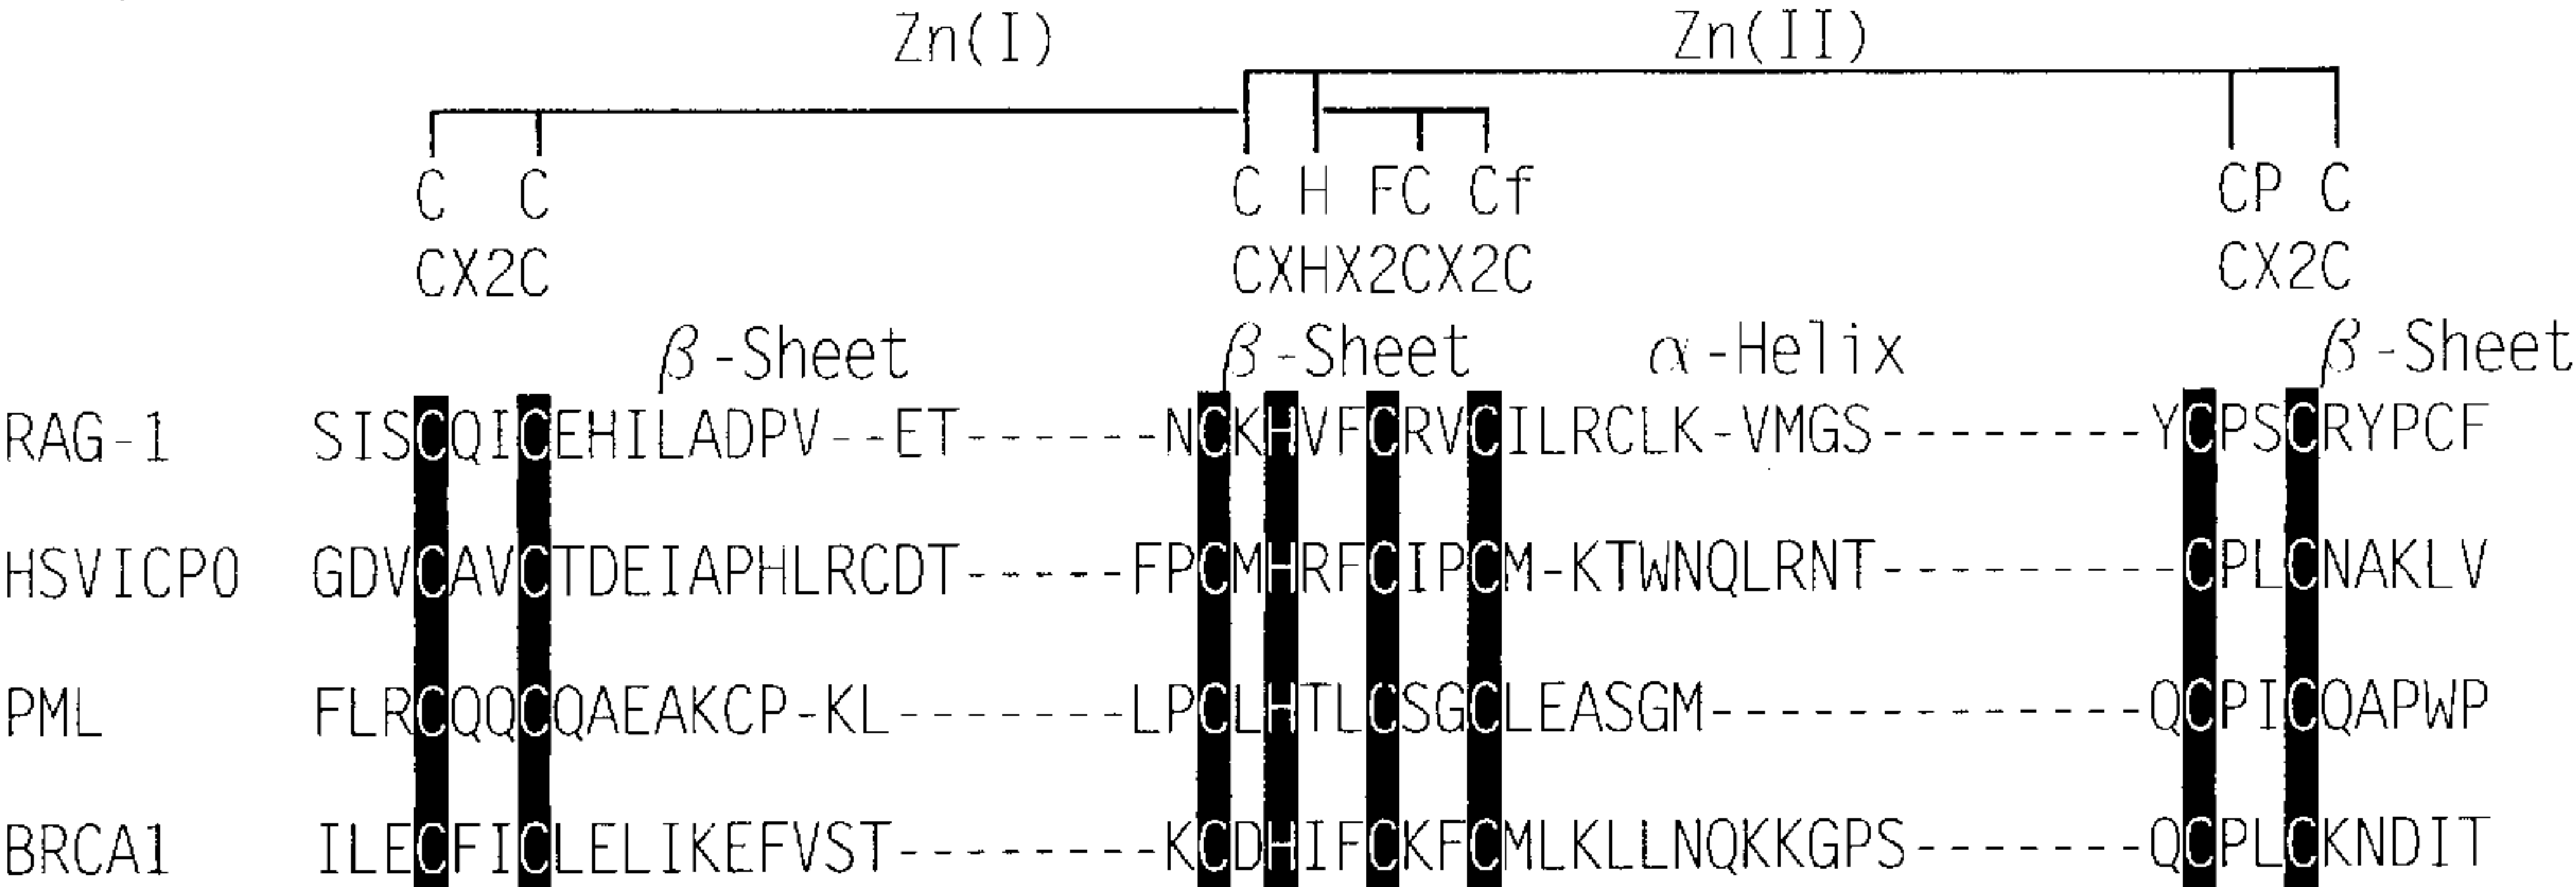 Zn(I) Zn(II)
C C C H FC Cf CP C
CX2C CXHX2CX2C CX2C
β-Sheet β-Sheet α-Helix β-Sheet
RAG-1 SISCQICEHILADPV--ET------NCKHVFCRVCILRCLK-VMGS--------YCPSCRYPCF
HSVICP0 GDVCAVCTDEIAPHLRCDT-----FPCMHRFCIPCM-KTWNQLRNT---------CPLCNAKLV
PML FLRCQQCQAEAKCP-KL-------LPCLHTLCSGCLEASGM-------------QCPICQAPWP
BRCA1 ILECFICLELIKEFVST--------KCDHIFCKFCMLKLLNQKKGPS-------QCPLCKNDIT